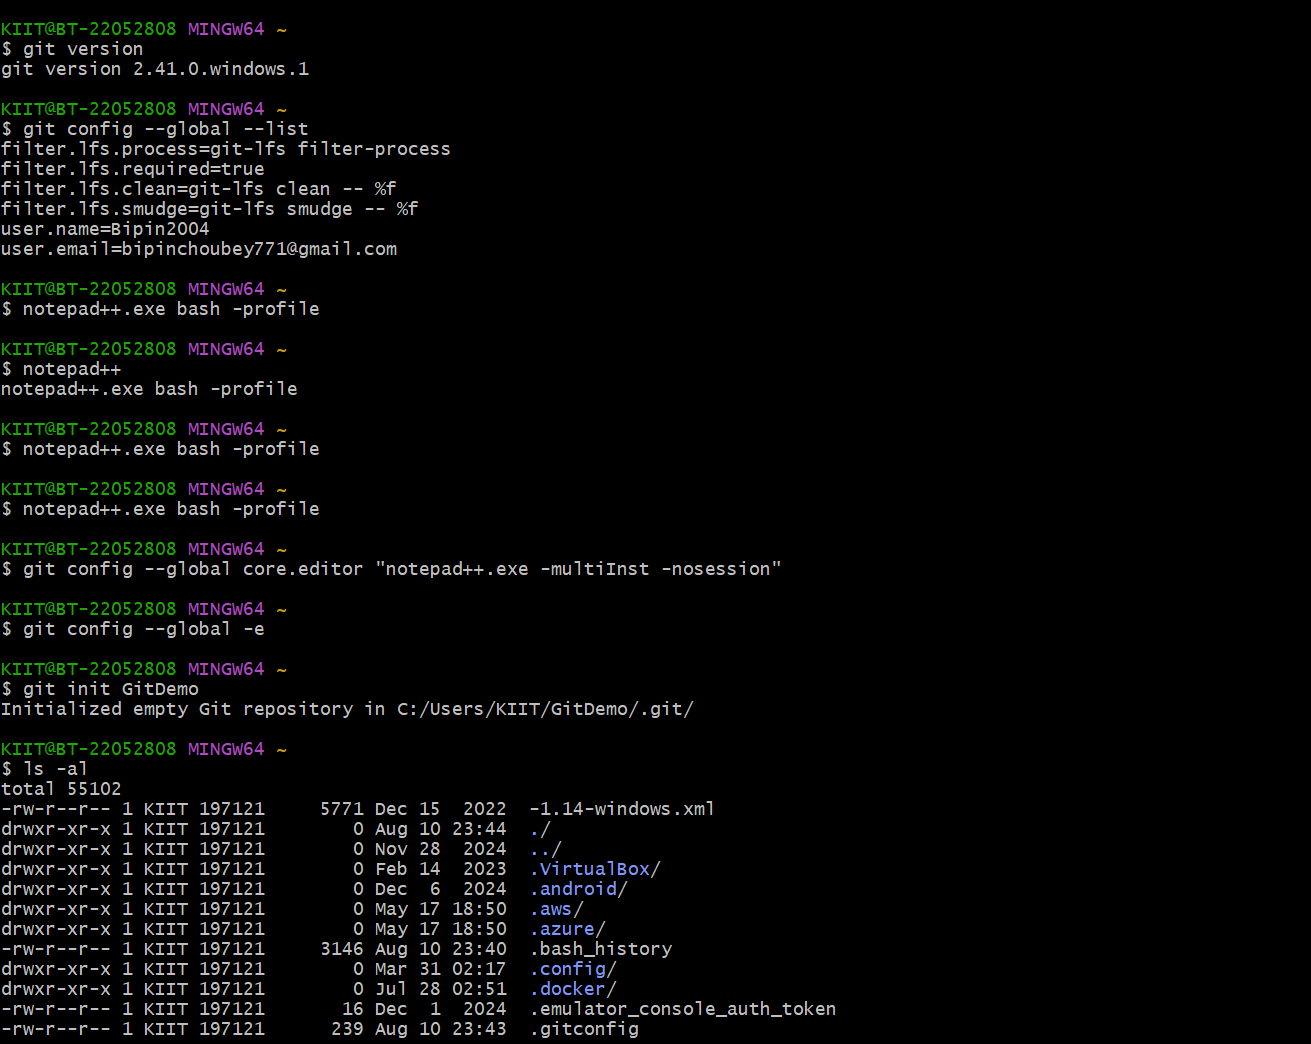 KIIT@BT-22052808 MINGW64 ~
$ git version
git version 2.41.0.windows.1
KIIT@BT-22052808 MINGW64 ~
$ git config --global --list
filter.lfs.process=git-lfs filter-process
filter.lfs.required=true
filter.lfs.clean=git-lfs clean -- %f
filter.lfs.smudge=git-lfs smudge -- %f
user.name=Bipin2004
user.email=bipinchoubey771@gmail.com
KIIT@BT-22052808 MINGW64 ~
$ notepad++.exe bash -profile
KIIT@BT-22052808 MINGW64 ~
$ notepad++
notepad++.exe bash -profile
KIIT@BT-22052808 MINGW64 ~
$ notepad++.exe bash -profile
KIIT@BT-22052808 MINGW64 ~
$ notepad++.exe bash -profile
KIIT@BT-22052808 MINGW64 ~
$ git config --global core.editor "notepad++.exe -multiInst -nosession"
KIIT@BT-22052808 MINGW64 ~
$ git config --global -e
KIIT@BT-22052808 MINGW64 ~
$ git init GitDemo
Initialized empty Git repository in C:/Users/KIIT/GitDemo/.git/
KIIT@BT-22052808 MINGW64 ~
$ ls -al
total 55102
-rw-r--r-- 1 KIIT 197121     5771 Dec 15  2022  -1.14-windows.xml
drwxr-xr-x 1 KIIT 197121        0 Aug 10 23:44  ./
drwxr-xr-x 1 KIIT 197121        0 Nov 28  2024  ../
drwxr-xr-x 1 KIIT 197121        0 Feb 14  2023  .VirtualBox/
drwxr-xr-x 1 KIIT 197121        0 Dec  6  2024  .android/
drwxr-xr-x 1 KIIT 197121        0 May 17 18:50  .aws/
drwxr-xr-x 1 KIIT 197121        0 May 17 18:50  .azure/
-rw-r--r-- 1 KIIT 197121     3146 Aug 10 23:40  .bash_history
drwxr-xr-x 1 KIIT 197121        0 Mar 31 02:17  .config/
drwxr-xr-x 1 KIIT 197121        0 Jul 28 02:51  .docker/
-rw-r--r-- 1 KIIT 197121       16 Dec  1  2024  .emulator_console_auth_token
-rw-r--r-- 1 KIIT 197121      239 Aug 10 23:43  .gitconfig